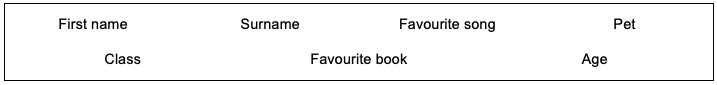 First name Surname Favourite song Pet
Class Favourite book Age